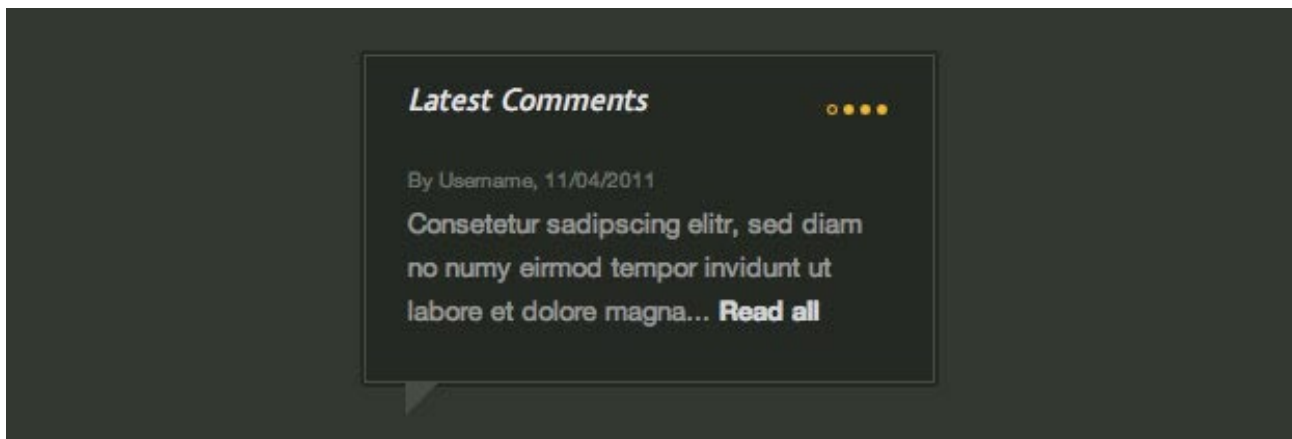 Latest Comments
By Username, 11/04/2011
Consetetur sadipscing elitr, sed diam
no numy eirmod tempor invidunt ut
labore et dolore magna... Read all